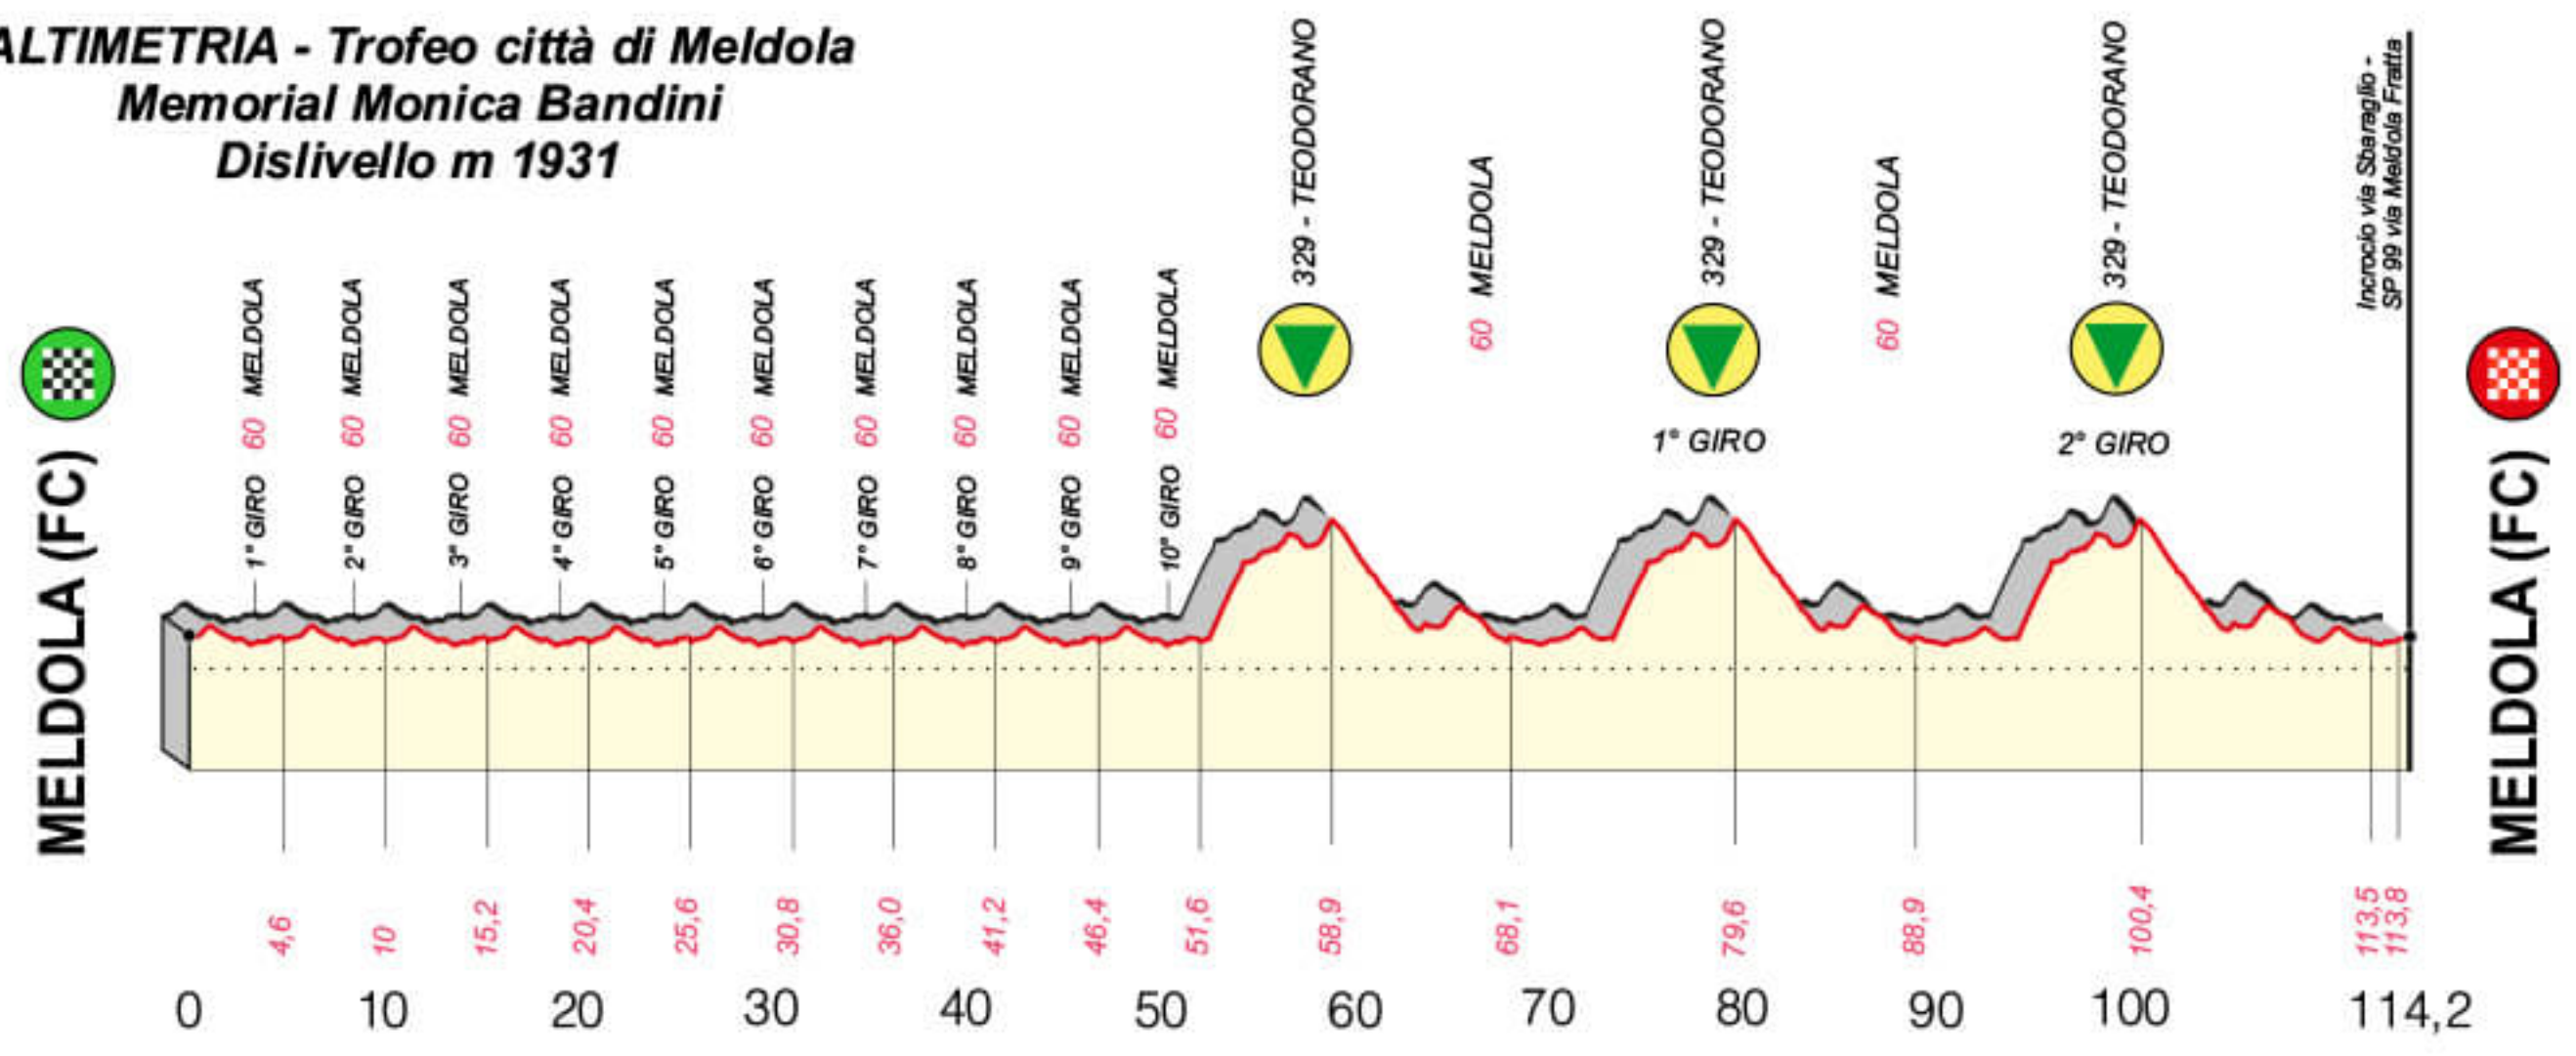 ALTIMETRIA - Trofeo città di Meldola
Memorial Monica Bandini
Dislivello m 1931
MELDOLA (FC)
1° GIRO 60 MELDOLA
2° GIRO 60 MELDOLA
3° GIRO 60 MELDOLA
4° GIRO 60 MELDOLA
5° GIRO 60 MELDOLA
6° GIRO 60 MELDOLA
7° GIRO 60 MELDOLA
8° GIRO 60 MELDOLA
9° GIRO 60 MELDOLA
10° GIRO 60 MELDOLA
329 - TEODORANO
60 MELDOLA
329 - TEODORANO
1° GIRO
60 MELDOLA
329 - TEODORANO
2° GIRO
Incrocio via Sbaraglio -
SP 99 via Meldola Fratta
MELDOLA (FC)
4,6
10
15,2
20,4
25,6
30,8
36,0
41,2
46,4
51,6
58,9
68,1
79,6
88,9
100,4
113,5
113,8
0 10 20 30 40 50 60 70 80 90 100 114,2